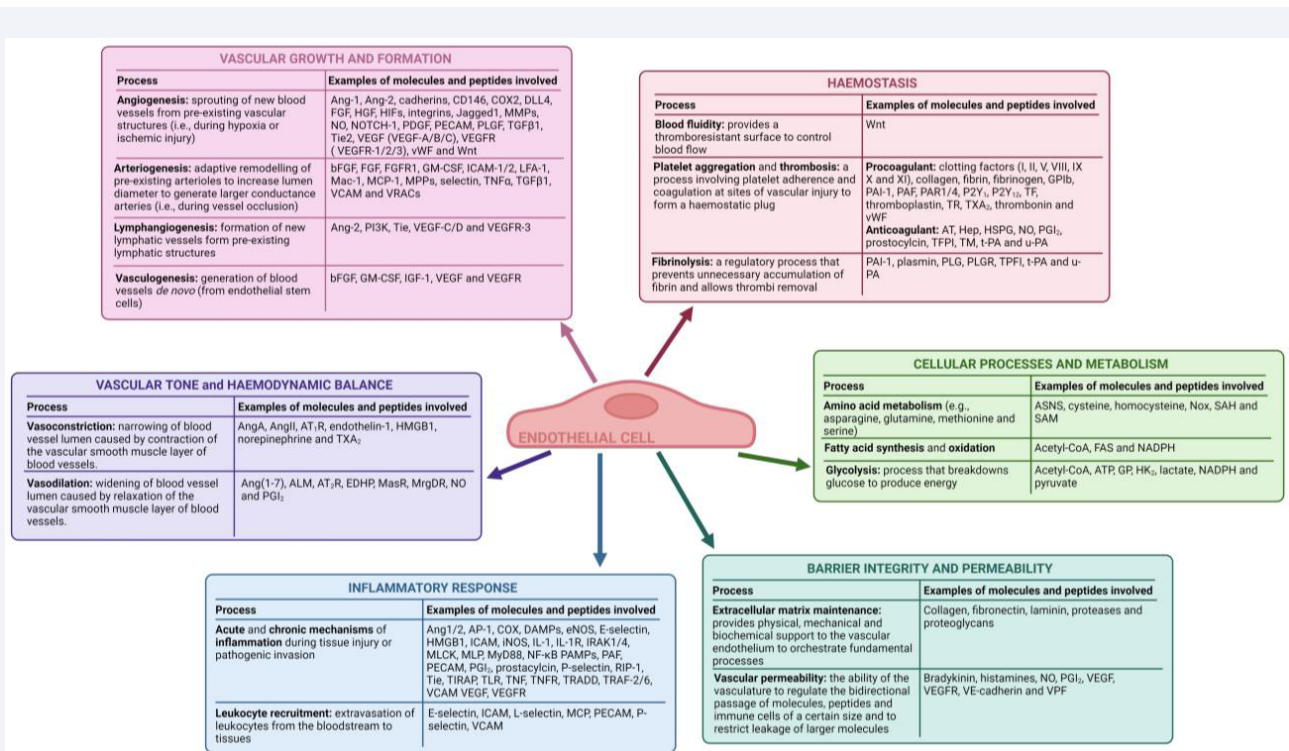 VASCULAR GROWTH AND FORMATION
Process
Examples of molecules and peptides involved
Angiogenesis: sprouting of new blood
vessels from pre-existing vascular
structures (i.e., during hypoxia or
ischemic injury)
Ang-1, Ang-2, cadherins, CD146, COX2, DLL4,
FGF, HGF, HIFs, integrins, Jagged1, MMPs,
NO, NOTCH-1, PDGF, PECAM, PLGF, TGFβ1,
Tie2, VEGF (VEGF-A/B/C), VEGFR
( VEGFR-1/2/3), vWF and Wnt
Arteriogenesis: adaptive remodelling of
pre-existing arterioles to increase lumen
diameter to generate larger conductance
arteries (i.e., during vessel occlusion)
bFGF, FGF, FGFR1, GM-CSF, ICAM-1/2, LFA-1,
Mac-1, MCP-1, MPPs, selectin, TNFα, TGFβ1,
VCAM and VRACs
Lymphangiogenesis: formation of new
lymphatic vessels form pre-existing
lymphatic structures
Ang-2, PI3K, Tie, VEGF-C/D and VEGFR-3
Vasculogenesis: generation of blood
vessels de novo (from endothelial stem
cells)
bFGF, GM-CSF, IGF-1, VEGF and VEGFR
HAEMOSTASIS
Process
Examples of molecules and peptides involved
Blood fluidity: provides a
thromboresistant surface to control
blood flow
Wnt
Platelet aggregation and thrombosis: a
process involving platelet adherence and
coagulation at sites of vascular injury to
form a haemostatic plug
Procoagulant: clotting factors (I, II, V, VIII, IX
X and XI), collagen, fibrin, fibrinogen, GPIb,
PAI-1, PAF, PAR1/4, P2Y₁, P2Y₁₂, TF,
thromboplastin, TR, TXA₂, thrombonin and
vWF
Anticoagulant: AT, Hep, HSPG, NO, PGI₂,
prostocylcin, TFPI, TM, t-PA and u-PA
Fibrinolysis: a regulatory process that
prevents unnecessary accumulation of
fibrin and allows thrombi removal
PAI-1, plasmin, PLG, PLGR, TPFI, t-PA and u-
PA
VASCULAR TONE and HAEMODYNAMIC BALANCE
Process
Examples of molecules and peptides involved
Vasoconstriction: narrowing of blood
vessel lumen caused by contraction of
the vascular smooth muscle layer of
blood vessels.
AngA, AngII, AT₁R, endothelin-1, HMGB1,
norepinephrine and TXA₂
Vasodilation: widening of blood vessel
lumen caused by relaxation of the
vascular smooth muscle layer of blood
vessels.
Ang(1-7), ALM, AT₂R, EDHP, MasR, MrgDR, NO
and PGI₂
ENDOTHELIAL CELL
CELLULAR PROCESSES AND METABOLISM
Process
Examples of molecules and peptides involved
Amino acid metabolism (e.g.,
asparagine, glutamine, methionine and
serine)
ASNS, cysteine, homocysteine, Nox, SAH and
SAM
Fatty acid synthesis and oxidation
Acetyl-CoA, FAS and NADPH
Glycolysis: process that breakdowns
glucose to produce energy
Acetyl-CoA, ATP, GP, HK₂, lactate, NADPH and
pyruvate
INFLAMMATORY RESPONSE
Process
Examples of molecules and peptides involved
Acute and chronic mechanisms of
inflammation during tissue injury or
pathogenic invasion
Ang1/2, AP-1, COX, DAMPs, eNOS, E-selectin,
HMGB1, ICAM, iNOS, IL-1, IL-1R, IRAK1/4,
MLCK, MLP, MyD88, NF-κB PAMPs, PAF,
PECAM, PGI₂, prostacylcin, P-selectin, RIP-1,
Tie, TIRAP, TLR, TNF, TNFR, TRADD, TRAF-2/6,
VCAM VEGF, VEGFR
Leukocyte recruitment: extravasation of
leukocytes from the bloodstream to
tissues
E-selectin, ICAM, L-selectin, MCP, PECAM, P-
selectin, VCAM
BARRIER INTEGRITY AND PERMEABILITY
Process
Examples of molecules and peptides involved
Extracellular matrix maintenance:
provides physical, mechanical and
biochemical support to the vascular
endothelium to orchestrate fundamental
processes
Collagen, fibronectin, laminin, proteases and
proteoglycans
Vascular permeability: the ability of the
vasculature to regulate the bidirectional
passage of molecules, peptides and
immune cells of a certain size and to
restrict leakage of larger molecules
Bradykinin, histamines, NO, PGI₂, VEGF,
VEGFR, VE-cadherin and VPF